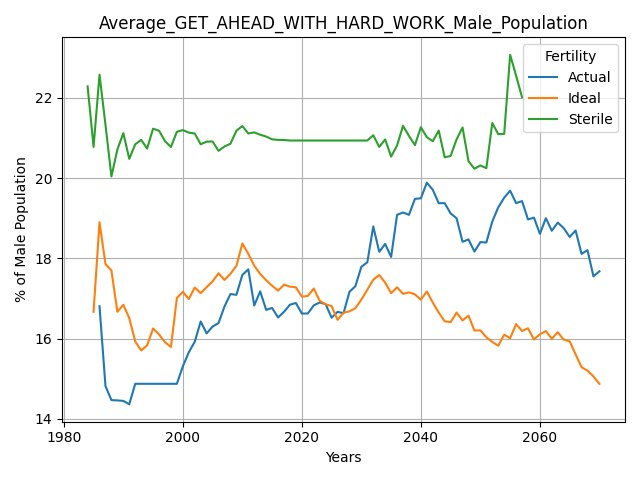 Average_GET_AHEAD_WITH_HARD_WORK_Male_Population
Fertility
Actual
Ideal
Sterile
% of Male Population
22
20
18
16
14
1980
2000
2020
2040
2060
Years